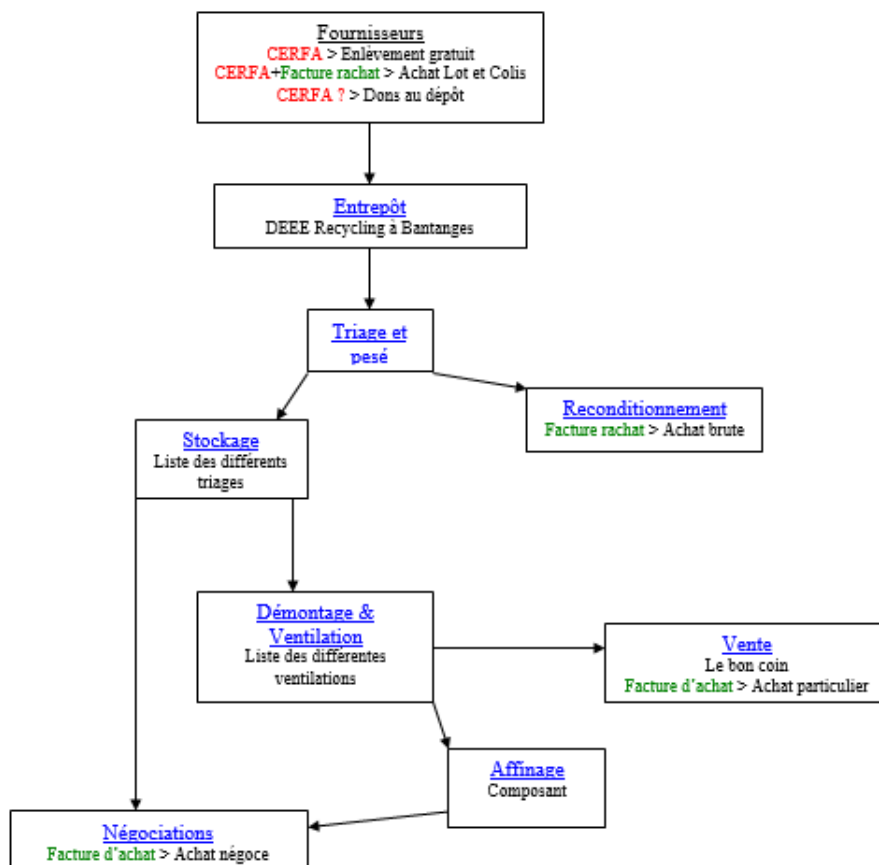 Fournisseurs
CERFA > Enlèvement gratuit
CERFA+Facture rachat > Achat Lot et Colis
CERFA ? > Dons au dépôt
Entrepôt
DEEE Recycling à Bantanges
Triage et
pesé
Reconditionnement
Facture rachat > Achat brute
Stockage
Liste des différents
triages
Démontage &
Ventilation
Liste des différentes
ventilations
Vente
Le bon coin
Facture d’achat > Achat particulier
Affinage
Composant
Négociations
Facture d’achat > Achat négoce